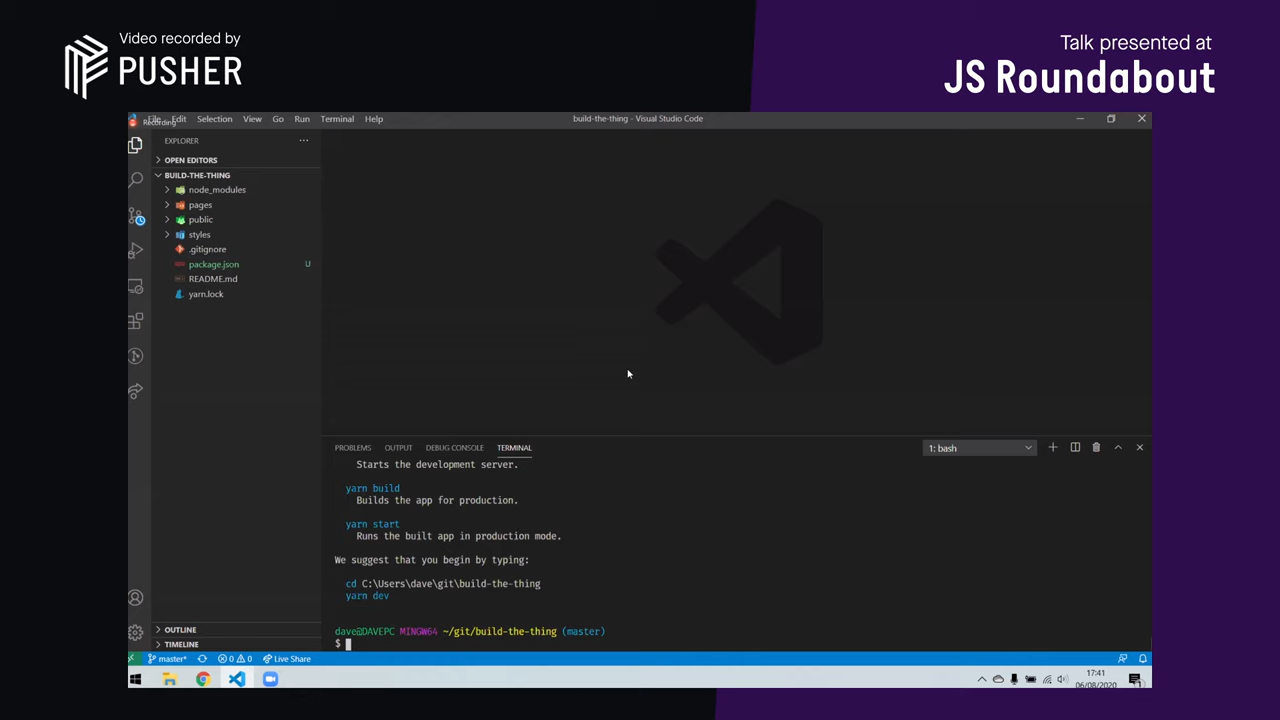 Video recorded by
PUSHER
Talk presented at
JS Roundabout
Recording
File Edit Selection View Go Run Terminal Help
build-the-thing - Visual Studio Code
EXPLORER
OPEN EDITORS
BUILD-THE-THING
node_modules
pages
public
styles
.gitignore
package.json U
README.md
yarn.lock
OUTLINE
TIMELINE
PROBLEMS OUTPUT DEBUG CONSOLE TERMINAL
1: bash
Starts the development server.
yarn build
Builds the app for production.
yarn start
Runs the built app in production mode.
We suggest that you begin by typing:
cd C:\Users\dave\git\build-the-thing
yarn dev
dave@DAVEPC MINGW64 ~/git/build-the-thing (master)
$
master* 0 0 Live Share
17:41
06/08/2020